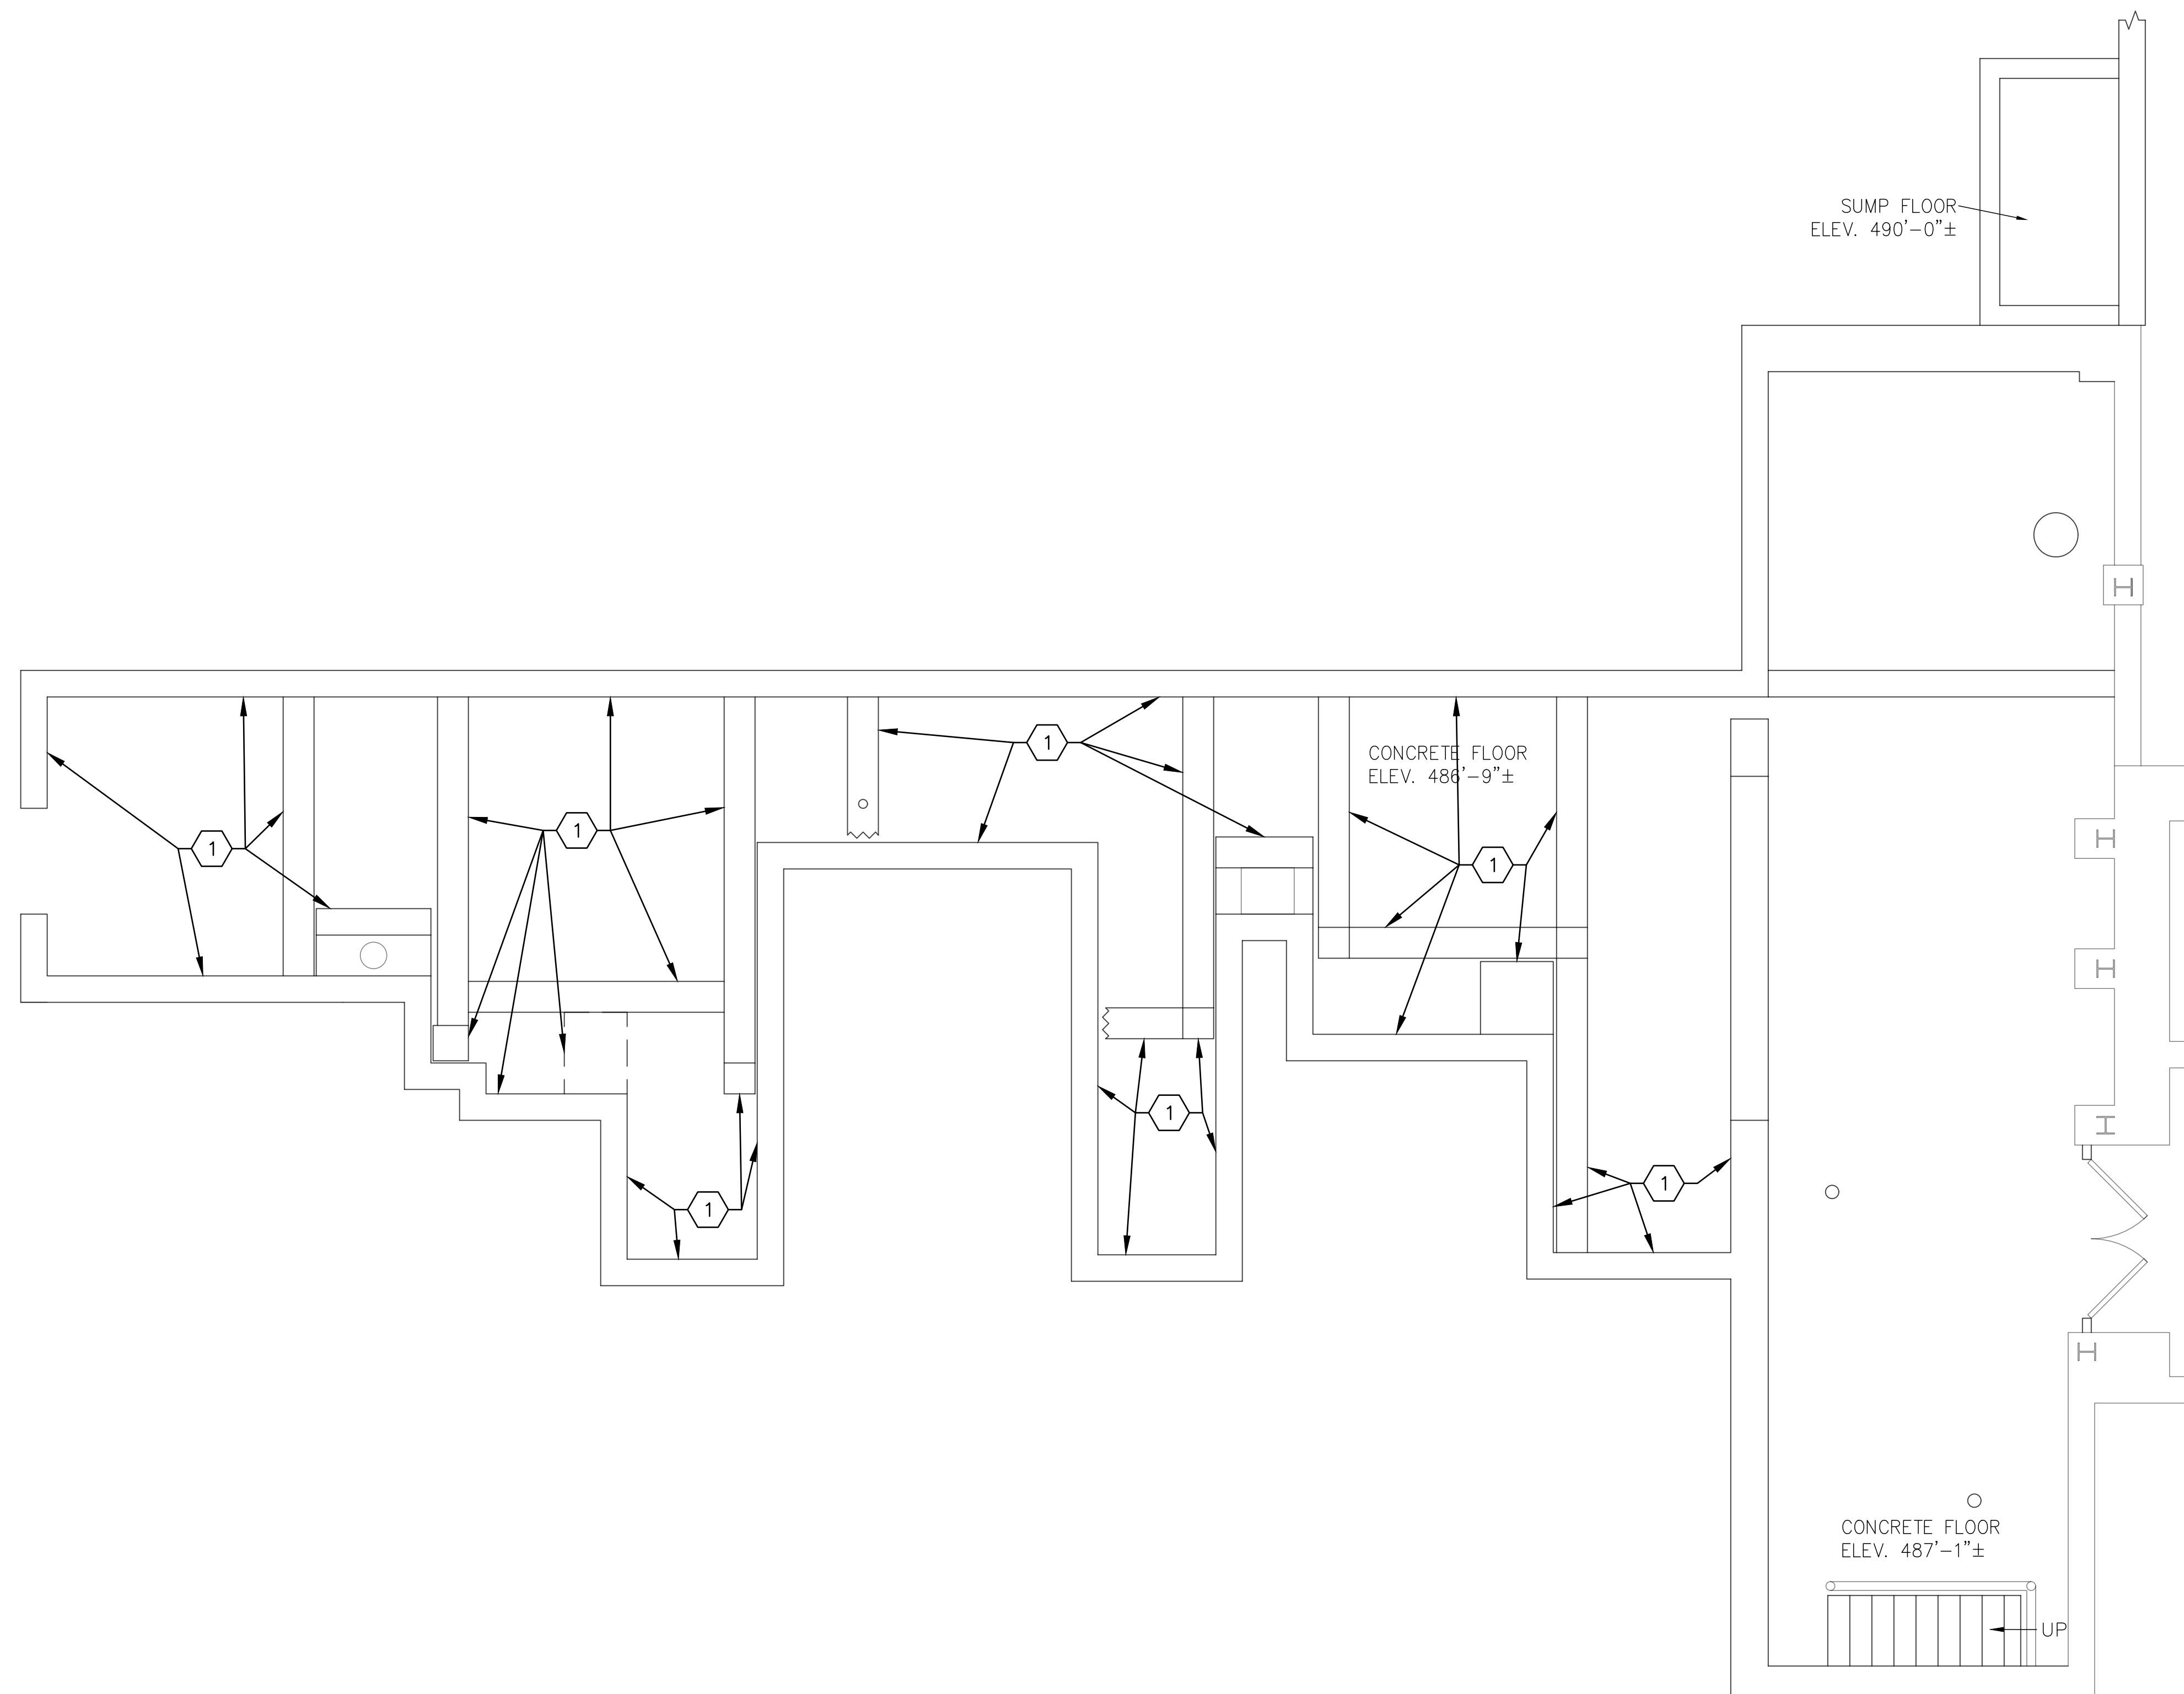 SUMP FLOOR
ELEV. 490'-0"±
1
CONCRETE FLOOR
ELEV. 486'-9"±
1
1
1
1
1
1
CONCRETE FLOOR
ELEV. 487'-1"±
UP